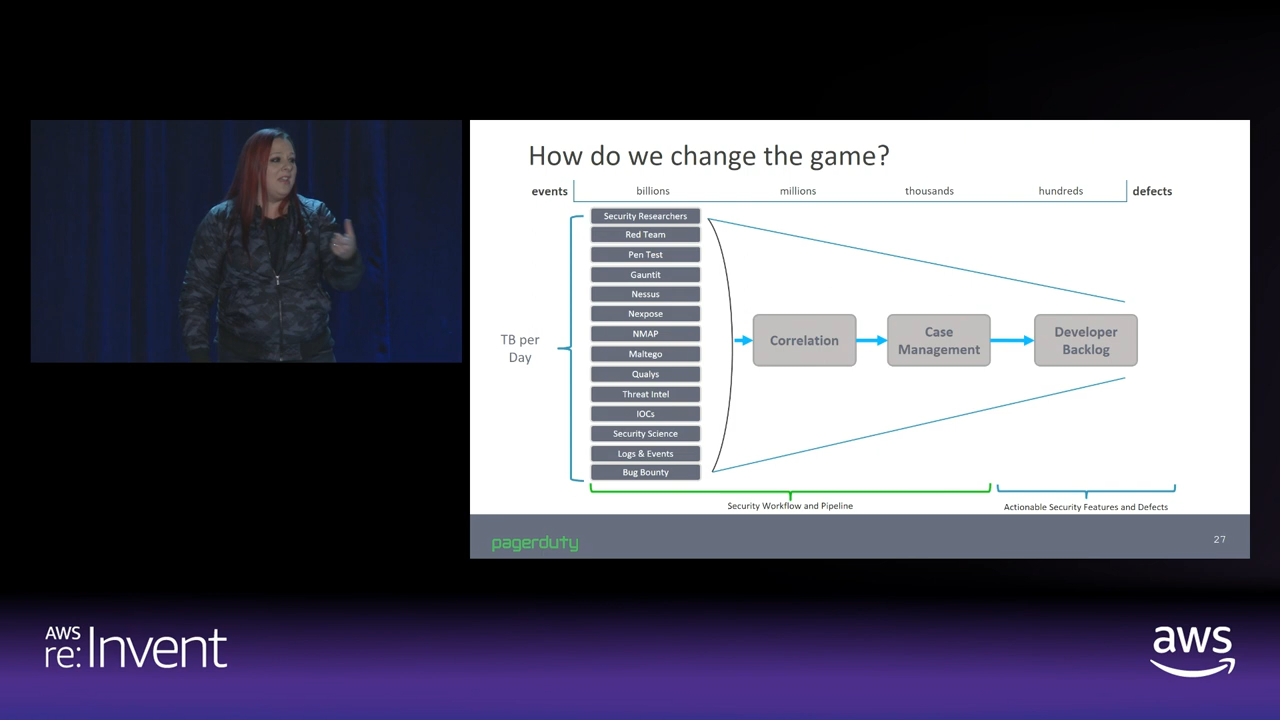 How do we change the game?
events billions millions thousands hundreds defects
Security Researchers
Red Team
Pen Test
Gauntit
Nessus
Nexpose
NMAP
Maltego
Qualys
Threat Intel
IOCs
Security Science
Logs & Events
Bug Bounty
TB per
Day
Correlation
Case
Management
Developer
Backlog
Security Workflow and Pipeline
Actionable Security Features and Defects
pagerduty
27
AWS
re:Invent
aws